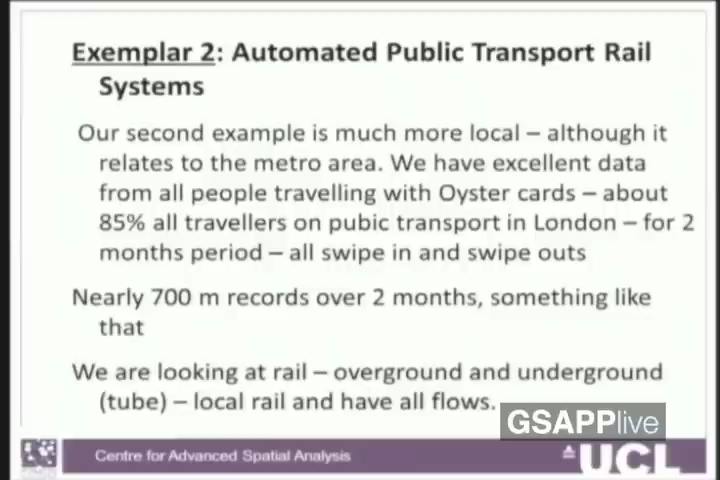 Exemplar 2: Automated Public Transport Rail
Systems
Our second example is much more local – although it
relates to the metro area. We have excellent data
from all people travelling with Oyster cards – about
85% all travellers on pubic transport in London – for 2
months period – all swipe in and swipe outs
Nearly 700 m records over 2 months, something like
that
We are looking at rail – overground and underground
(tube) – local rail and have all flows.
GSAPPlive
Centre for Advanced Spatial Analysis
UCL